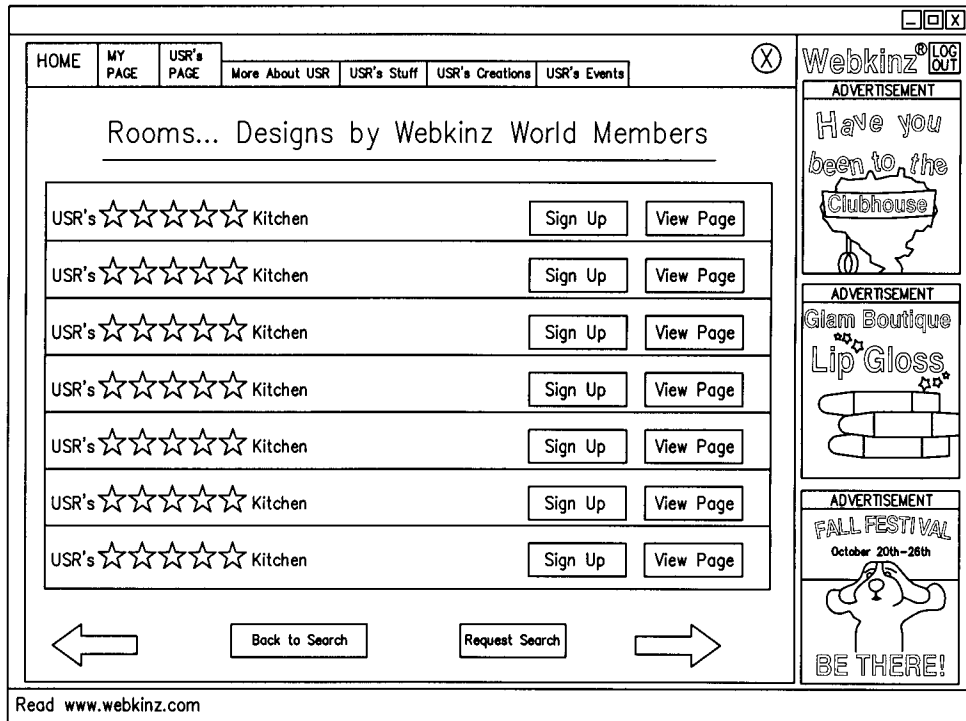 HOME
MY PAGE
USR's PAGE
More About USR
USR's Stuff
USR's Creations
USR's Events
X
Rooms... Designs by Webkinz World Members
USR's Kitchen Sign Up View Page
USR's Kitchen Sign Up View Page
USR's Kitchen Sign Up View Page
USR's Kitchen Sign Up View Page
USR's Kitchen Sign Up View Page
USR's Kitchen Sign Up View Page
USR's Kitchen Sign Up View Page
Back to Search
Request Search
X
Webkinz®
LOG OUT
ADVERTISEMENT
Have you
been to the
Clubhouse
ADVERTISEMENT
Glam Boutique
Lip Gloss
ADVERTISEMENT
FALL FESTIVAL
October 20th-26th
BE THERE!
Read www.webkinz.com